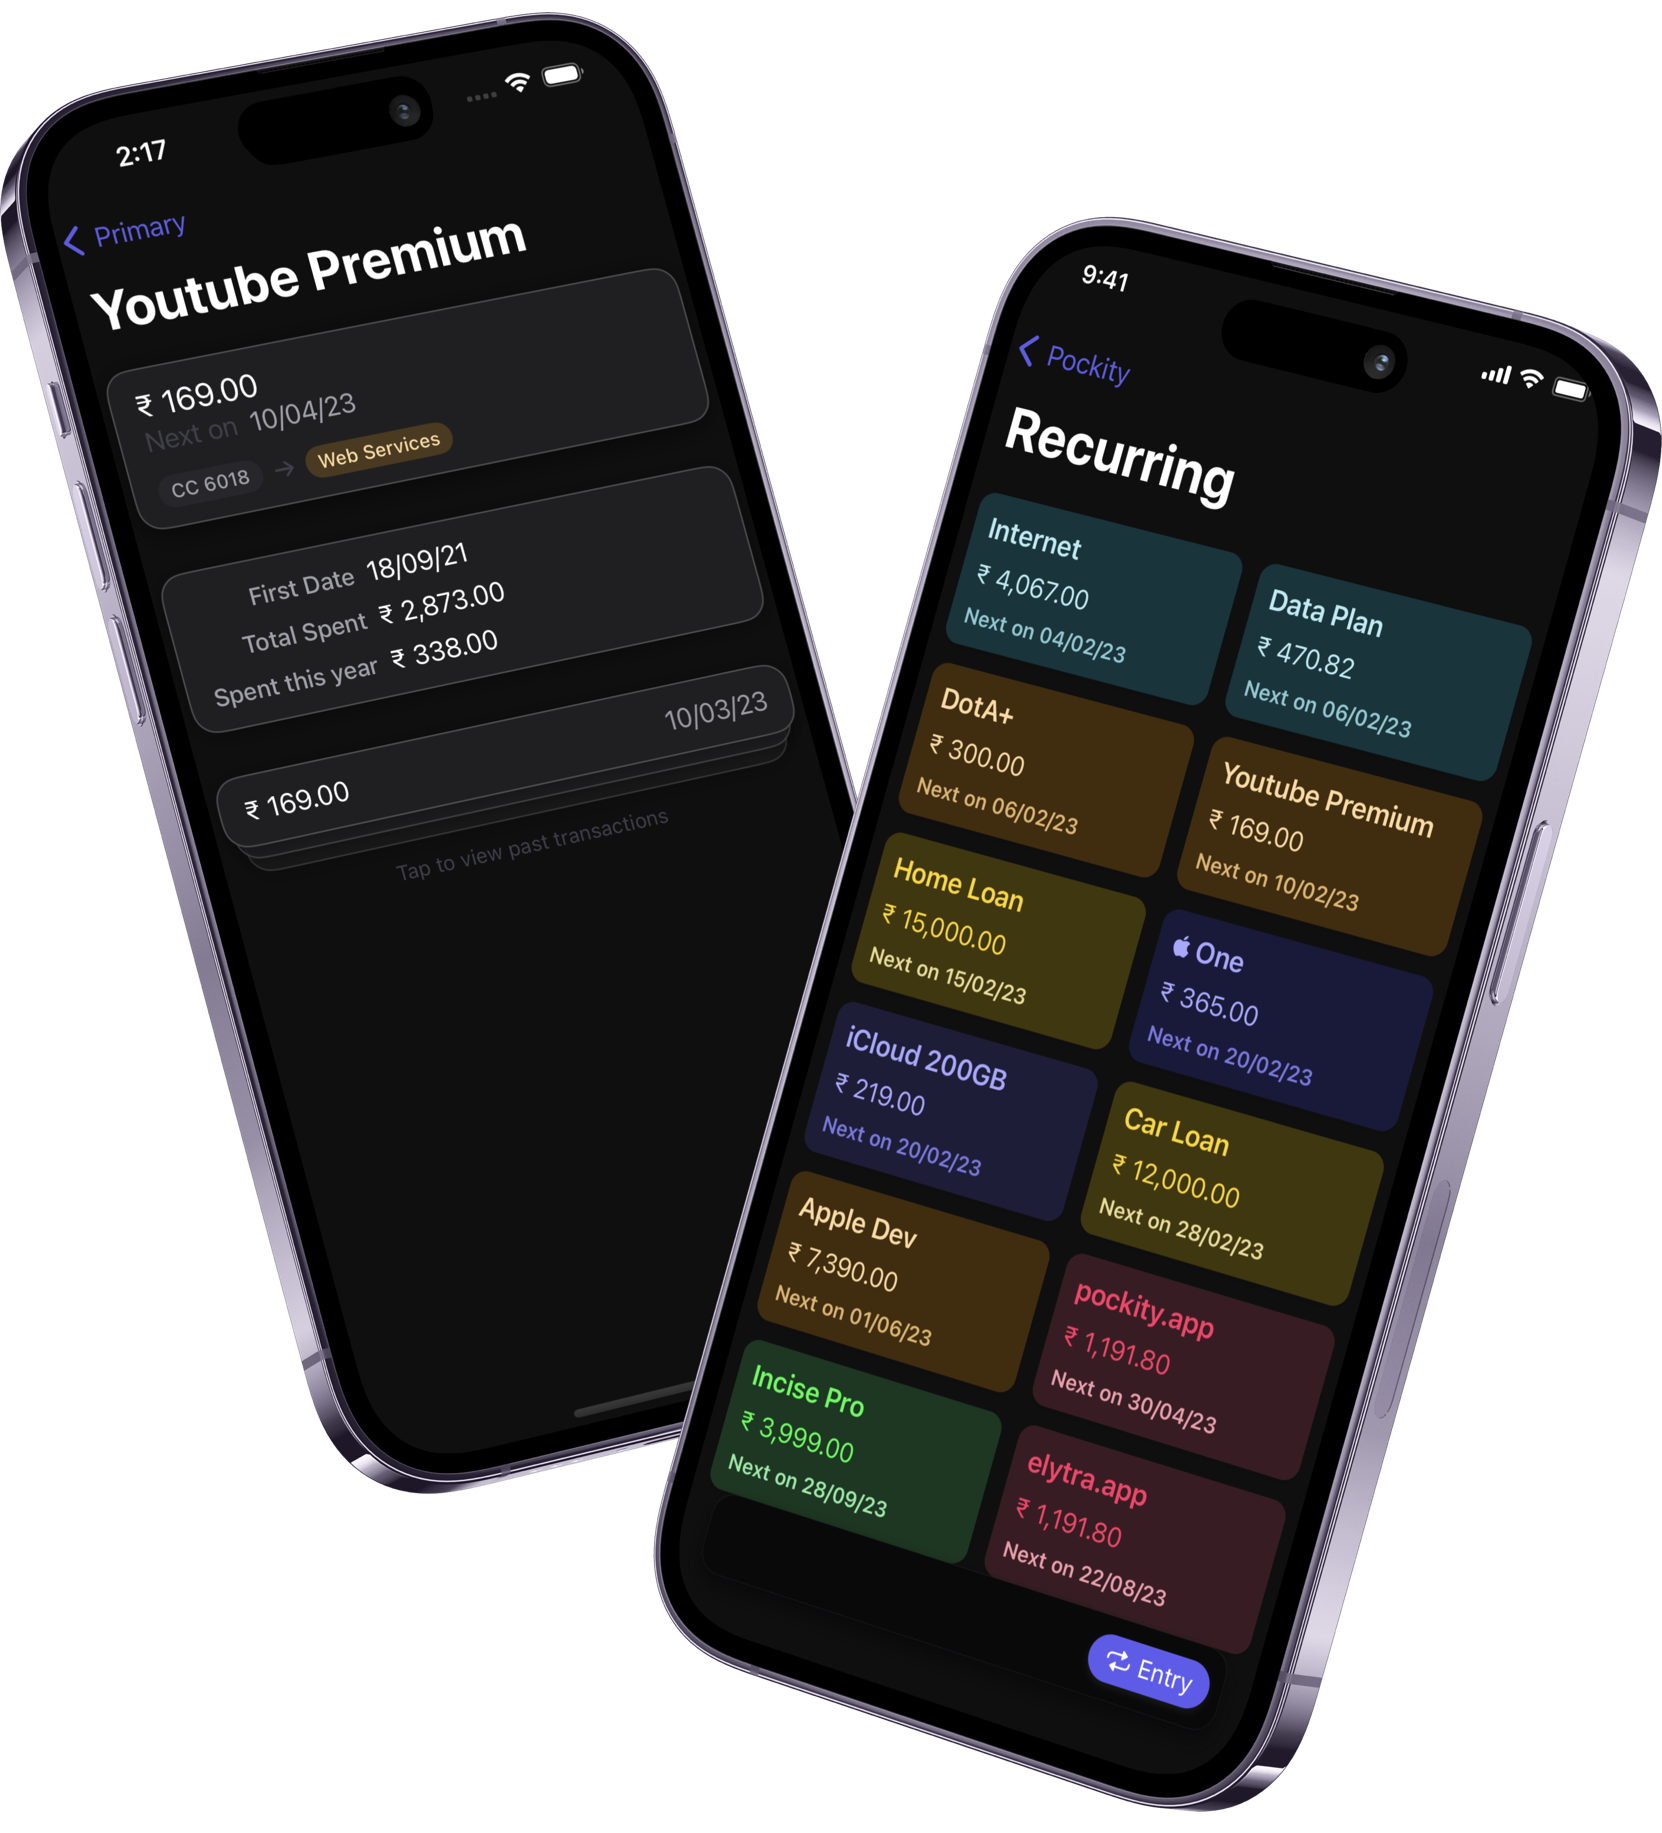 2:17
Primary
Youtube Premium
₹ 169.00
Next on 10/04/23
CC 6018 → Web Services
First Date 18/09/21
Total Spent ₹ 2,873.00
Spent this year ₹ 338.00
10/03/23
₹ 169.00
Tap to view past transactions
9:41
Pockity
Recurring
Internet
₹ 4,067.00
Next on 04/02/23
Data Plan
₹ 470.82
Next on 06/02/23
DotA+
₹ 300.00
Next on 06/02/23
Youtube Premium
₹ 169.00
Next on 10/02/23
Home Loan
₹ 15,000.00
Next on 15/02/23
One
₹ 365.00
Next on 20/02/23
iCloud 200GB
₹ 219.00
Next on 20/02/23
Car Loan
₹ 12,000.00
Next on 28/02/23
Apple Dev
₹ 7,390.00
Next on 01/06/23
pockity.app
₹ 1,191.80
Next on 30/04/23
Incise Pro
₹ 3,999.00
Next on 28/09/23
elytra.app
₹ 1,191.80
Next on 22/08/23
Entry